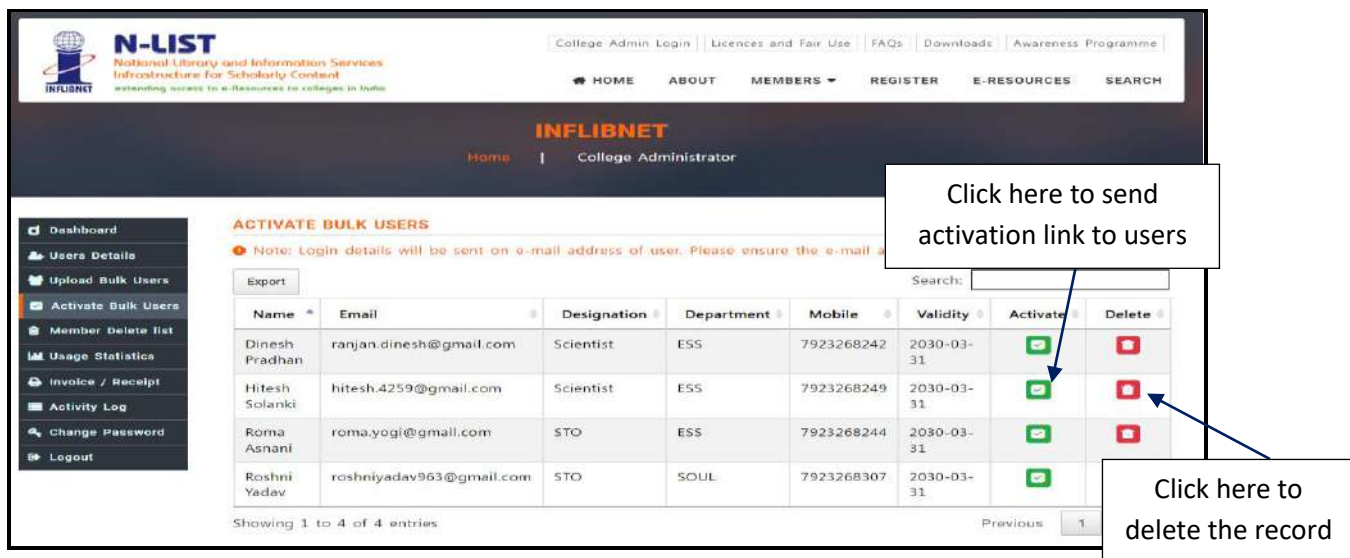 N-LIST
National Library and Information Services
Infrastructure for Scholarly Content
extending access to e-Resources to colleges in India
INFLIBNET
College Admin Login | Licences and Fair Use | FAQs | Downloads | Awareness Programme
HOME ABOUT MEMBERS REGISTER E-RESOURCES SEARCH
INFLIBNET
Home | College Administrator
Click here to send
activation link to users
Dashboard
Users Details
Upload Bulk Users
Activate Bulk Users
Member Delete list
Usage Statistics
Invoice / Receipt
Activity Log
Change Password
Logout
ACTIVATE BULK USERS
Note: Login details will be sent on e-mail address of user. Please ensure the e-mail a
Export Search:
Name Email Designation Department Mobile Validity Activate Delete
Dinesh ranjan.dinesh@gmail.com Scientist ESS 7923268242 2030-03-
Pradhan 31
Hitesh hitesh.4259@gmail.com Scientist ESS 7923268249 2030-03-
Solanki 31
Roma roma.yogi@gmail.com STO ESS 7923268244 2030-03-
Asnani 31
Roshni roshniyadav963@gmail.com STO SOUL 7923268307 2030-03-
Yadav 31
Showing 1 to 4 of 4 entries Previous 1
Click here to
delete the record